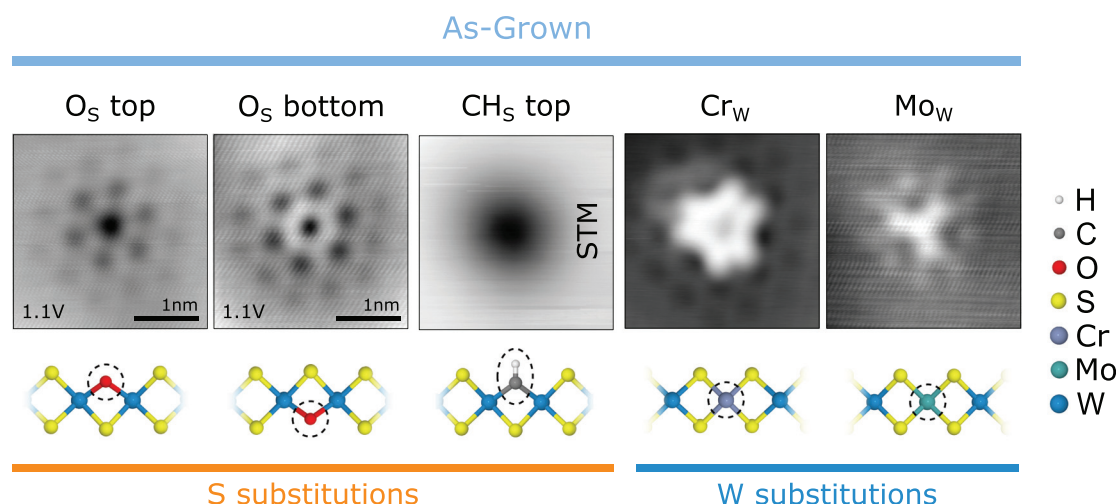 As-Grown
O_S top
O_S bottom
CH_S top
Cr_W
Mo_W
1.1V
1nm
1.1V
1nm
STM
H
C
O
S
Cr
Mo
W
S substitutions
W substitutions